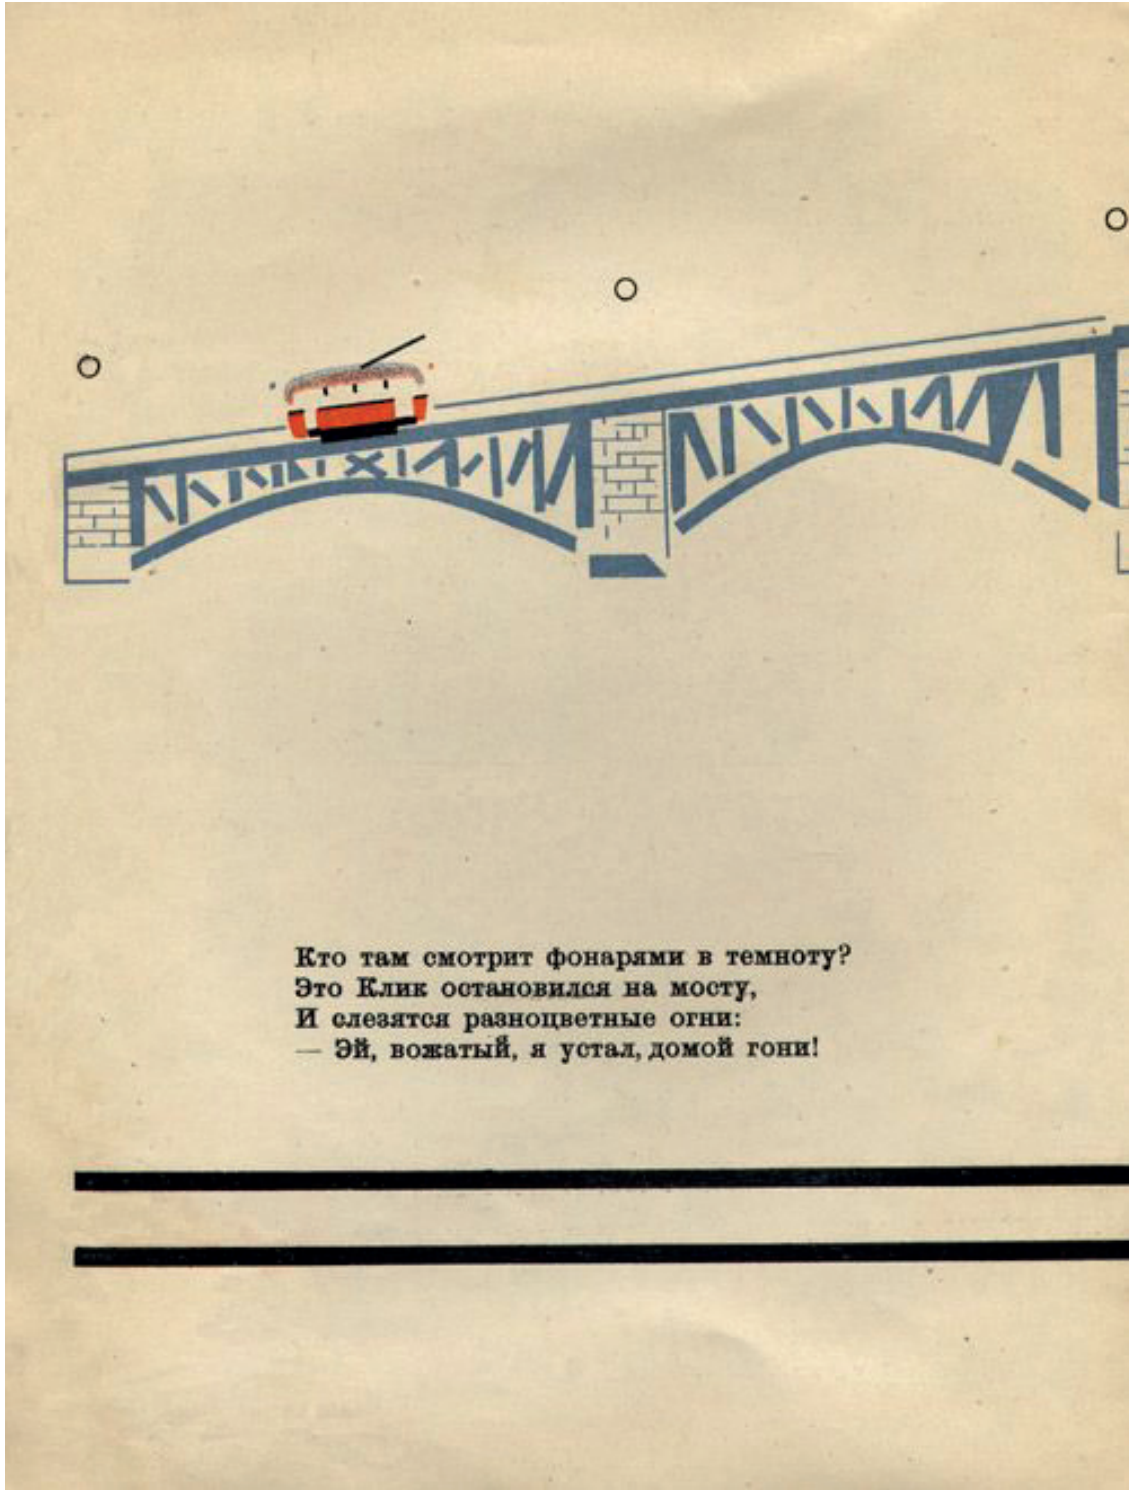 Кто там смотрит фонарями в темноту?
Это Клик остановился на мосту,
И слезятся разноцветные огни:
— Эй, вожатый, я устал, домой гони!